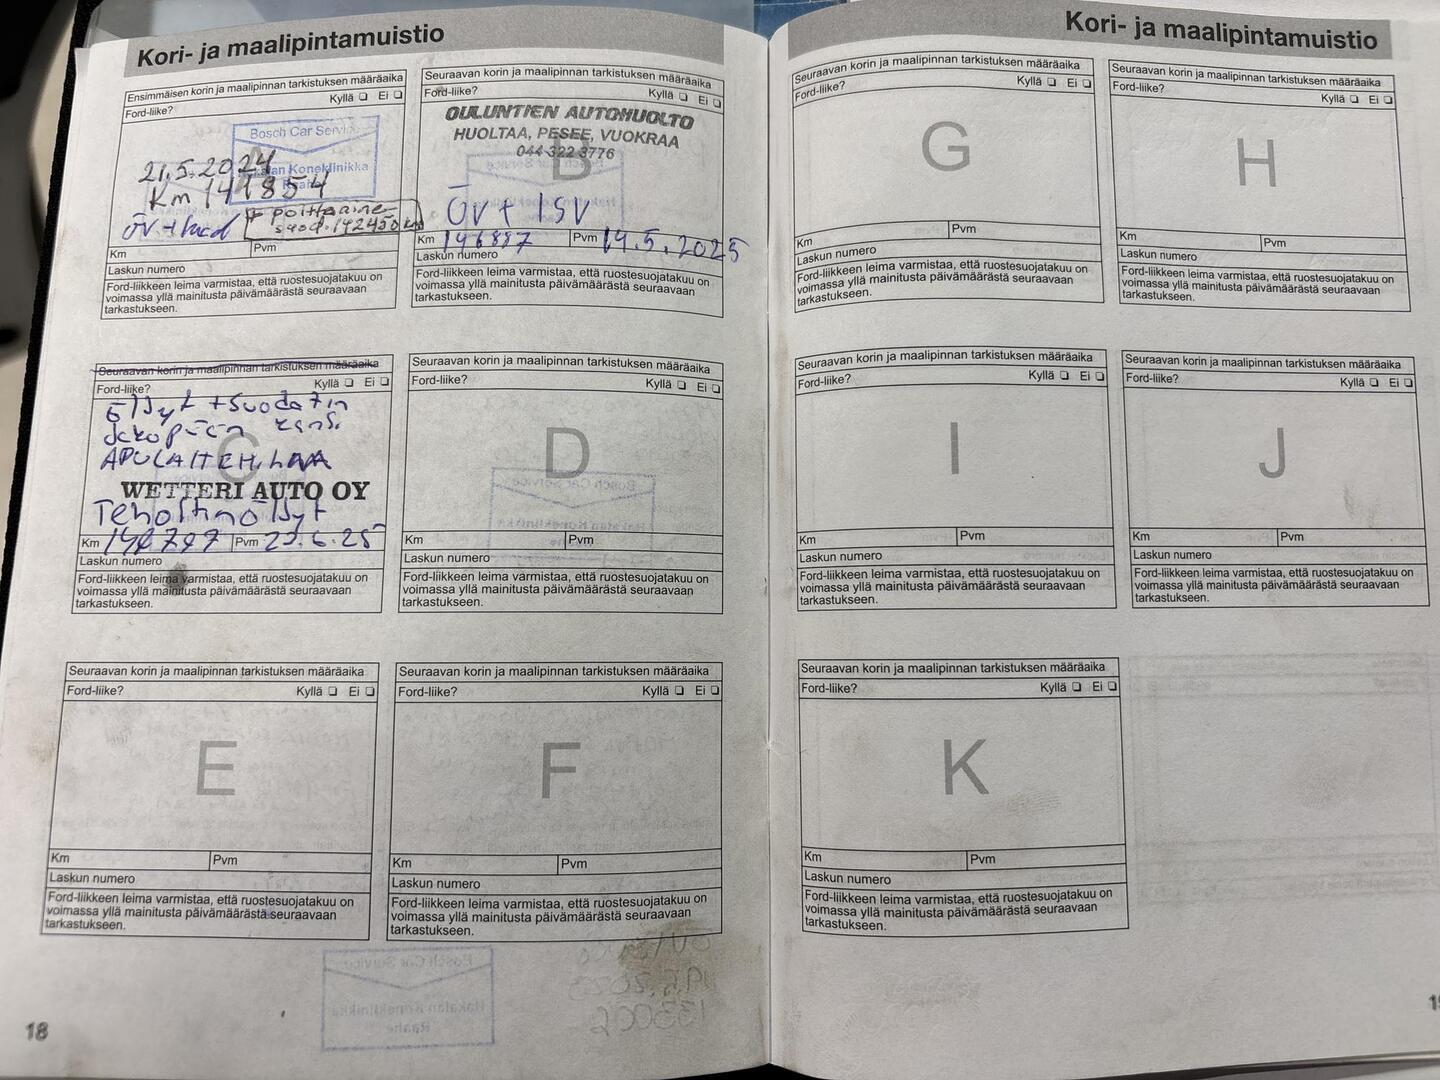 Kori- ja maalipintamuistio
Ensimmäisen korin ja maalipinnan tarkistuksen määräaika
Ford-liike? Kyllä ❏ Ei ❏
Bosch Car Service
Hakalan Koneklinikka
Raahe
A
21.5.2024
Km 141854
ÖV +
+ polttoaine
suod. 142450 km
Km Pvm
Laskun numero
Ford-liikkeen leima varmistaa, että ruostesuojatakuu on
voimassa yllä mainitusta päivämäärästä seuraavaan
tarkastukseen.
Seuraavan korin ja maalipinnan tarkistuksen määräaika
Ford-liike? Kyllä ❏ Ei ❏
OULUNTIEN AUTOHUOLTO
HUOLTAA, PESEE, VUOKRAA
044 322 3776
B
ÖV + ISV
Km 146897 Pvm 14.5.2025
Laskun numero
Ford-liikkeen leima varmistaa, että ruostesuojatakuu on
voimassa yllä mainitusta päivämäärästä seuraavaan
tarkastukseen.
Seuraavan korin ja maalipinnan tarkistuksen määräaika
Ford-liike? Kyllä ❏ Ei ❏
C
Öljyt + suodatin
Jakopään
APULAITEHIHNA
WETTERI AUTO OY
Km Pvm 25
Laskun numero
Ford-liikkeen leima varmistaa, että ruostesuojatakuu on
voimassa yllä mainitusta päivämäärästä seuraavaan
tarkastukseen.
Seuraavan korin ja maalipinnan tarkistuksen määräaika
Ford-liike? Kyllä ❏ Ei ❏
D
Km Pvm
Laskun numero
Ford-liikkeen leima varmistaa, että ruostesuojatakuu on
voimassa yllä mainitusta päivämäärästä seuraavaan
tarkastukseen.
Seuraavan korin ja maalipinnan tarkistuksen määräaika
Ford-liike? Kyllä ❏ Ei ❏
E
Km Pvm
Laskun numero
Ford-liikkeen leima varmistaa, että ruostesuojatakuu on
voimassa yllä mainitusta päivämäärästä seuraavaan
tarkastukseen.
Seuraavan korin ja maalipinnan tarkistuksen määräaika
Ford-liike? Kyllä ❏ Ei ❏
F
Km Pvm
Laskun numero
Ford-liikkeen leima varmistaa, että ruostesuojatakuu on
voimassa yllä mainitusta päivämäärästä seuraavaan
tarkastukseen.
18
Kori- ja maalipintamuistio
Seuraavan korin ja maalipinnan tarkistuksen määräaika
Ford-liike? Kyllä ❏ Ei ❏
G
Km Pvm
Laskun numero
Ford-liikkeen leima varmistaa, että ruostesuojatakuu on
voimassa yllä mainitusta päivämäärästä seuraavaan
tarkastukseen.
Seuraavan korin ja maalipinnan tarkistuksen määräaika
Ford-liike? Kyllä ❏ Ei ❏
H
Km Pvm
Laskun numero
Ford-liikkeen leima varmistaa, että ruostesuojatakuu on
voimassa yllä mainitusta päivämäärästä seuraavaan
tarkastukseen.
Seuraavan korin ja maalipinnan tarkistuksen määräaika
Ford-liike? Kyllä ❏ Ei ❏
I
Km Pvm
Laskun numero
Ford-liikkeen leima varmistaa, että ruostesuojatakuu on
voimassa yllä mainitusta päivämäärästä seuraavaan
tarkastukseen.
Seuraavan korin ja maalipinnan tarkistuksen määräaika
Ford-liike? Kyllä ❏ Ei ❏
J
Km Pvm
Laskun numero
Ford-liikkeen leima varmistaa, että ruostesuojatakuu on
voimassa yllä mainitusta päivämäärästä seuraavaan
tarkastukseen.
Seuraavan korin ja maalipinnan tarkistuksen määräaika
Ford-liike? Kyllä ❏ Ei ❏
K
Km Pvm
Laskun numero
Ford-liikkeen leima varmistaa, että ruostesuojatakuu on
voimassa yllä mainitusta päivämäärästä seuraavaan
tarkastukseen.